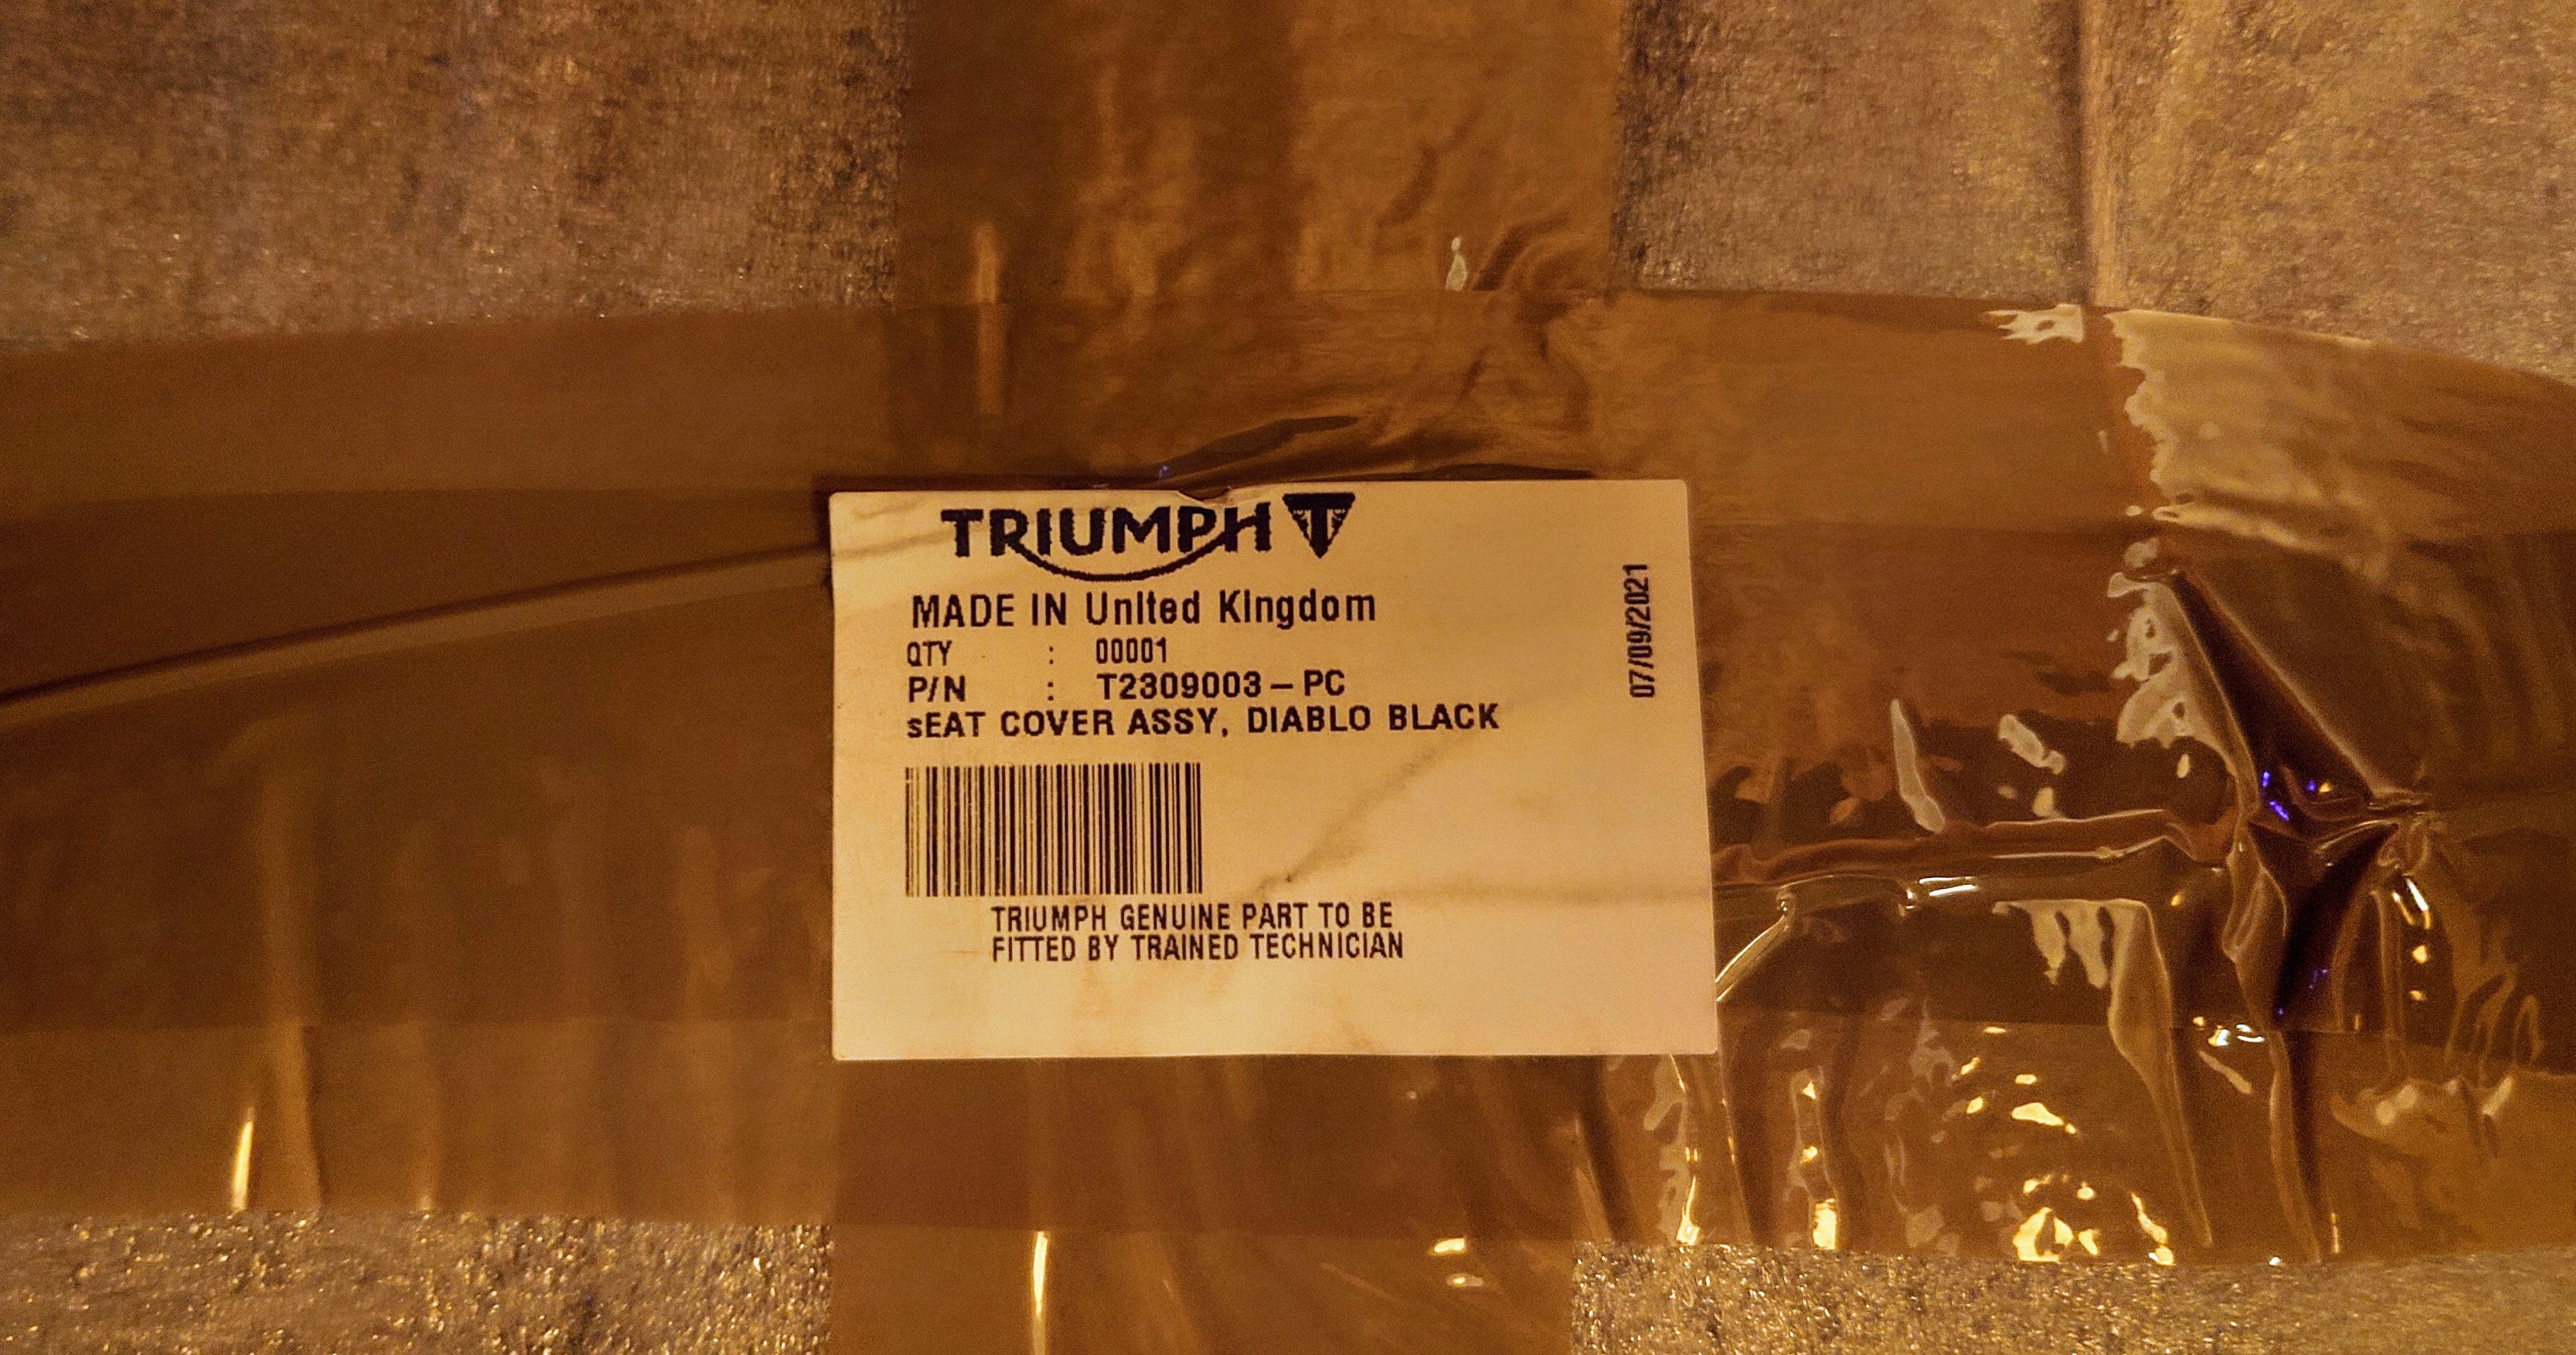 TRIUMPH T
MADE IN United Kingdom
QTY : 00001
P/N : T2309003-PC
sEAT COVER ASSY, DIABLO BLACK
TRIUMPH GENUINE PART TO BE
FITTED BY TRAINED TECHNICIAN
07/09/2021